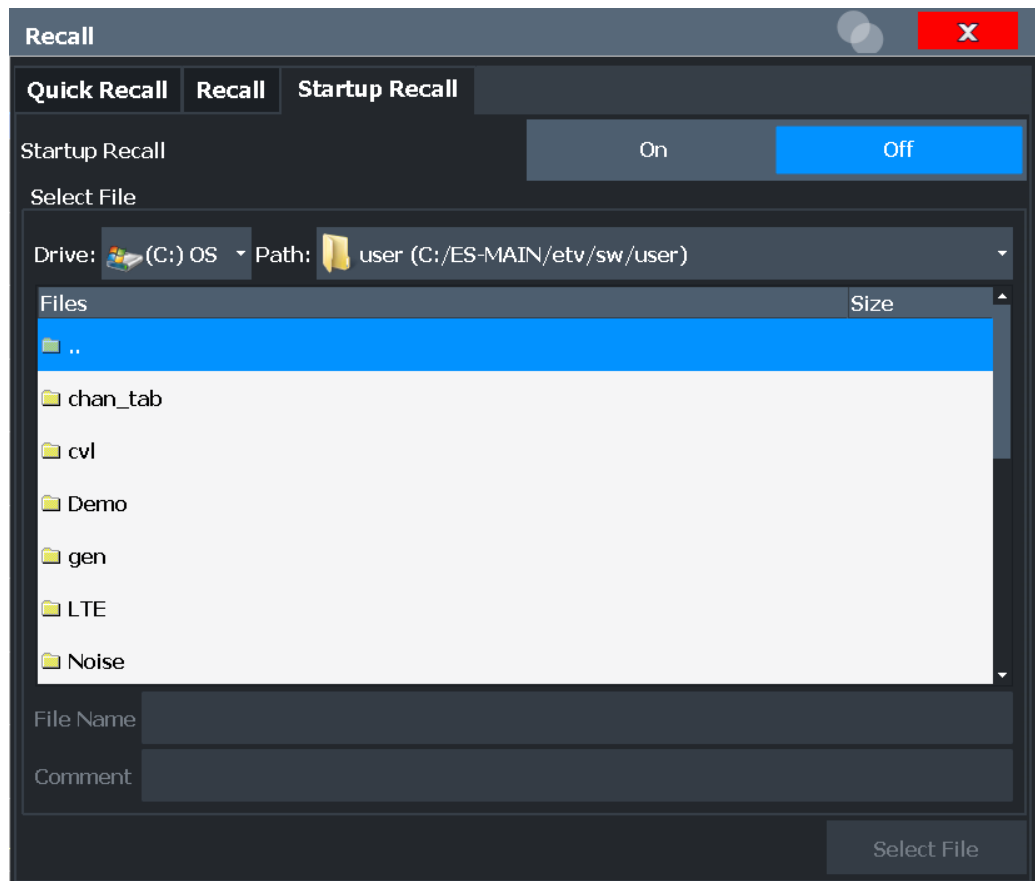 Recall
X
Quick Recall Recall Startup Recall
Startup Recall On Off
Select File
Drive: (C:) OS Path: user (C:/ES-MAIN/etv/sw/user)
Files Size
..
chan_tab
cvl
Demo
gen
LTE
Noise
File Name
Comment
Select File